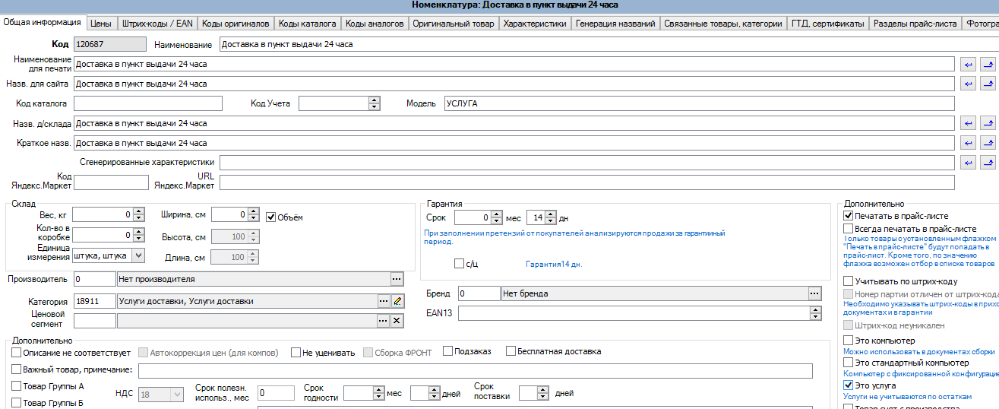 Номенклатура: Доставка в пункт выдачи 24 часа
Общая информация Цены Штрих-коды / EAN Коды оригиналов Коды каталога Коды аналогов Оригинальный товар Характеристики Генерация названий Связанные товары, категории ГТД, сертификаты Разделы прайс-листа Фотогра
Код 120687 Наименование Доставка в пункт выдачи 24 часа
Наименование
для печати Доставка в пункт выдачи 24 часа
Назв. для сайта Доставка в пункт выдачи 24 часа
Код каталога Код Учета Модель УСЛУГА
Назв. д/склада Доставка в пункт выдачи 24 часа
Краткое назв. Доставка в пункт выдачи 24 часа
Сгенерированные характеристики
Код
Яндекс.Маркет
URL
Яндекс.Маркет
Склад
Вес, кг 0 Ширина, см 0 Объём
Кол-во в
коробке 0 Высота, см 100
Единица
измерения штука, штука Длина, см 100
Производитель 0 Нет производителя ...
Категория 18911 Услуги доставки, Услуги доставки ...
Ценовой
сегмент ...
Гарантия
Срок 0 мес 14 дн
При заполнении претензий от покупателей анализируются продажи за гарантииный
период.
с/ц Гарантия14 дн.
Бренд 0 Нет бренда ...
EAN13
Дополнительно
Описание не соответствует Автокоррекция цен (для компов) Не уценивать Сборка ФРОНТ Подзаказ Бесплатная доставка
Важный товар, примечание:
Товар Группы А
Товар Группы Б
НДС 18
Срок полезн.
использ., мес 0
Срок
годности мес дней
Срок
поставки дней
Дополнительно
Печатать в прайс-листе
Всегда печатать в прайс-листе
Только товары с установленным флажком
"Печать в прайс-листе" будут попадать в
прайс-лист. Кроме того, по значению
флажка возможен отбор в списке товаров
Учитывать по штрих-коду
Номер партии отличен от штрих-кода
Необходимо указывать штрих-коды в прихо
документах и в гарантии
Штрих-код неуникален
Это компьютер
Можно использовать в документах сборки
Это стандартный компьютер
Компьютер с фиксированной конфигурацие
Это услуга
Услуги не учитываются по остаткам
Товар снят с производства